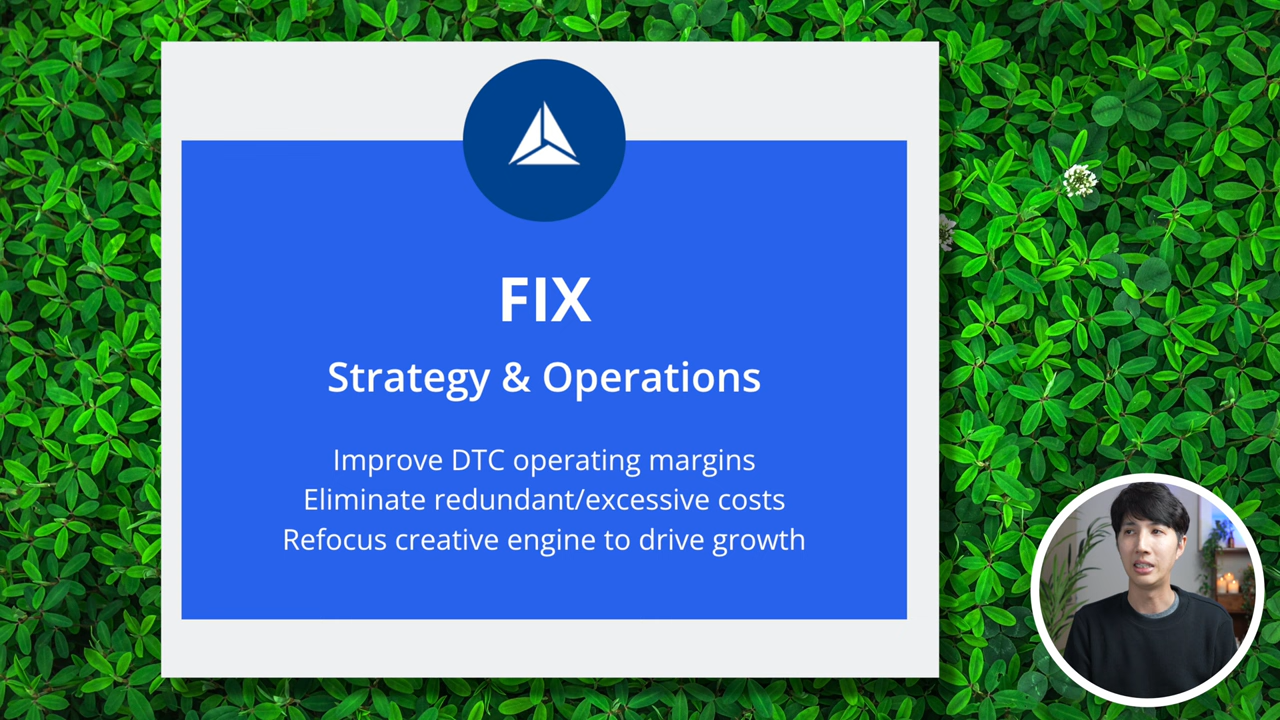 FIX
Strategy & Operations
Improve DTC operating margins
Eliminate redundant/excessive costs
Refocus creative engine to drive growth